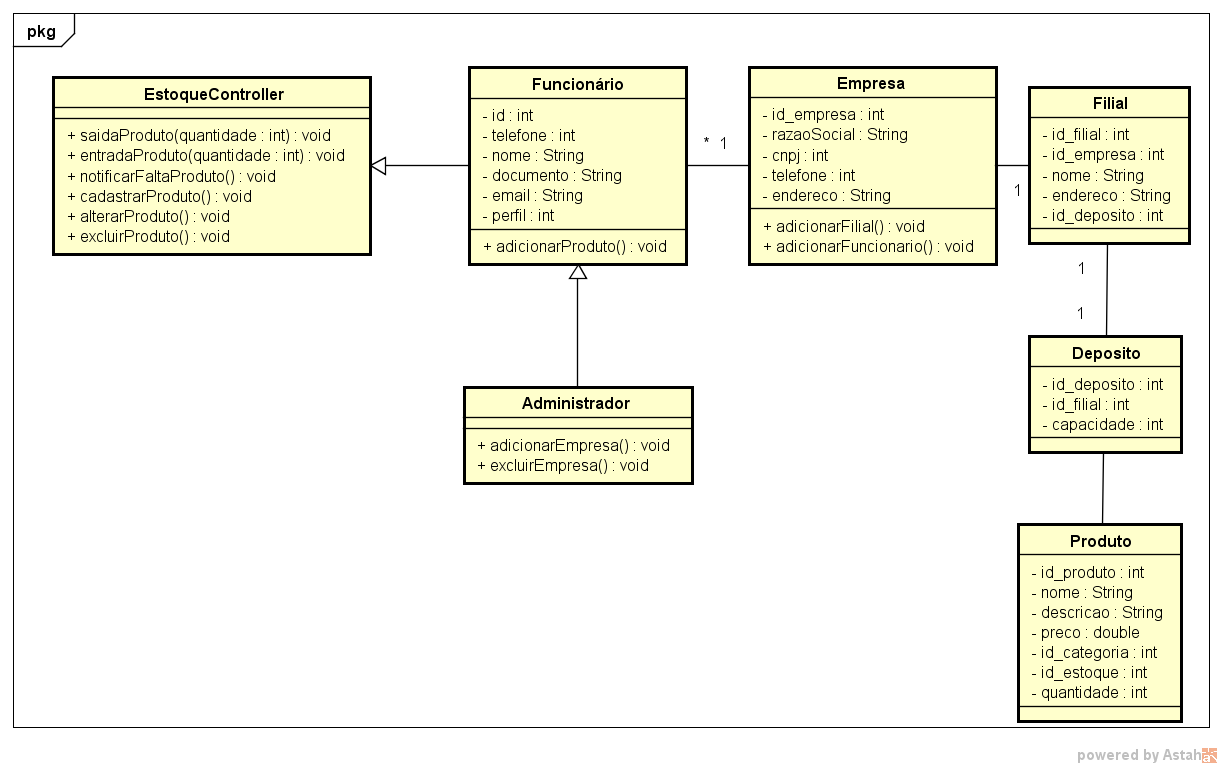 pkg
EstoqueController
+ saidaProduto(quantidade : int) : void
+ entradaProduto(quantidade : int) : void
+ notificarFaltaProduto() : void
+ cadastrarProduto() : void
+ alterarProduto() : void
+ excluirProduto() : void
Funcionário
- id : int
- telefone : int
- nome : String
- documento : String
- email : String
- perfil : int
+ adicionarProduto() : void
* 1
Empresa
- id_empresa : int
- razaoSocial : String
- cnpj : int
- telefone : int
- endereco : String
+ adicionarFilial() : void
+ adicionarFuncionario() : void
1
Filial
- id_filial : int
- id_empresa : int
- nome : String
- endereco : String
- id_deposito : int
1
1
Administrador
+ adicionarEmpresa() : void
+ excluirEmpresa() : void
Deposito
- id_deposito : int
- id_filial : int
- capacidade : int
Produto
- id_produto : int
- nome : String
- descricao : String
- preco : double
- id_categoria : int
- id_estoque : int
- quantidade : int
powered by Astah